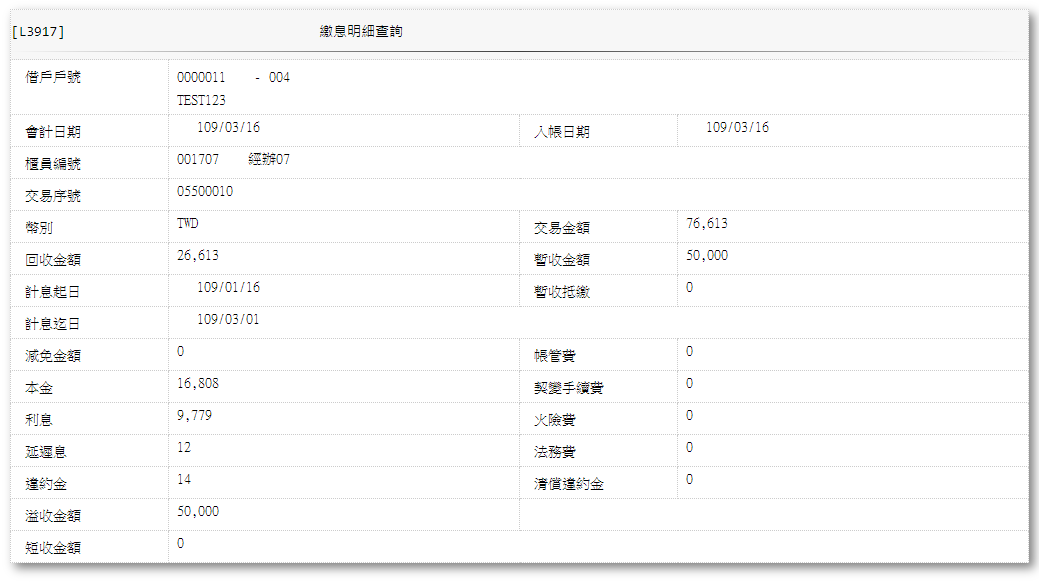 [L3917] 繳息明細查詢
借戶戶號 0000011 - 004
TEST123
會計日期 109/03/16 入帳日期 109/03/16
櫃員編號 001707 經辦07
交易序號 05500010
幣別 TWD 交易金額 76,613
回收金額 26,613 暫收金額 50,000
計息起日 109/01/16 暫收抵繳 0
計息迄日 109/03/01
減免金額 0 帳管費 0
本金 16,808 契變手續費 0
利息 9,779 火險費 0
延遲息 12 法務費 0
違約金 14 清償違約金 0
溢收金額 50,000
短收金額 0